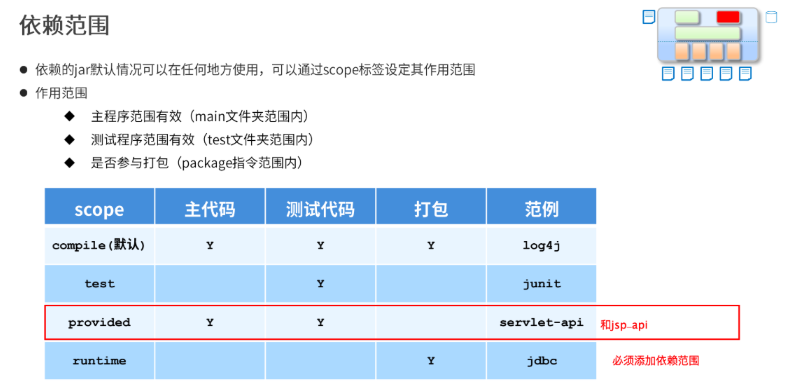 依赖范围
● 依赖的jar默认情况可以在任何地方使用，可以通过scope标签设定其作用范围
● 作用范围
◆ 主程序范围有效（main文件夹范围内）
◆ 测试程序范围有效（test文件夹范围内）
◆ 是否参与打包（package指令范围内）
scope 主代码 测试代码 打包 范例
compile(默认) Y Y Y log4j
test Y junit
provided Y Y servlet-api 和jsp_api
runtime Y jdbc 必须添加依赖范围